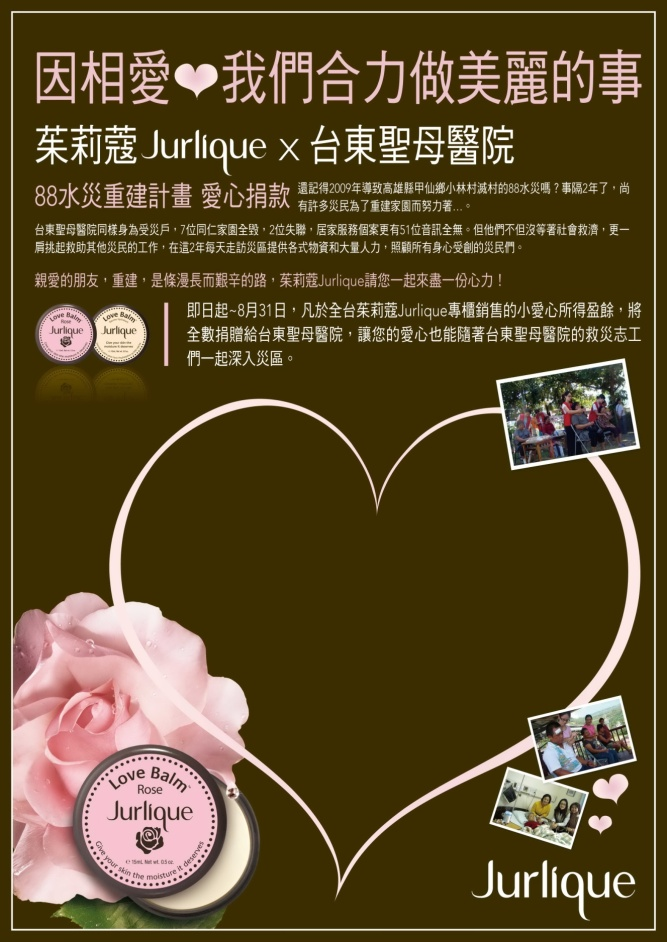 因相愛❤我們合力做美麗的事
茱莉蔻Jurlique x 台東聖母醫院
88水災重建計畫 愛心捐款
還記得2009年導致高雄縣甲仙鄉小林村滅村的88水災嗎？事隔2年了，尚
有許多災民為了重建家園而努力著…。
台東聖母醫院同樣身為受災戶，7位同仁家園全毀，2位失聯，居家服務個案更有51位音訊全無。但他們不但沒等著社會救濟，更一
肩挑起救助其他災民的工作，在這2年每天走訪災區提供各式物資和大量人力，照顧所有身心受創的災民們。
親愛的朋友，重建，是條漫長而艱辛的路，茱莉蔻Jurlique請您一起來盡一份心力！
Love Balm
Rose
Jurlique
Love Balm
Jurlique
Give your skin the
moisture it deserves
即日起~8月31日，凡於全台茱莉蔻Jurlique專櫃銷售的小愛心所得盈餘，將
全數捐贈給台東聖母醫院，讓您的愛心也能隨著台東聖母醫院的救災志工
們一起深入災區。
Love Balm™
Rose
Jurlique
Give your skin the moisture it deserves
℮ 15mL Net. wt. 0.5 oz.
Jurlique